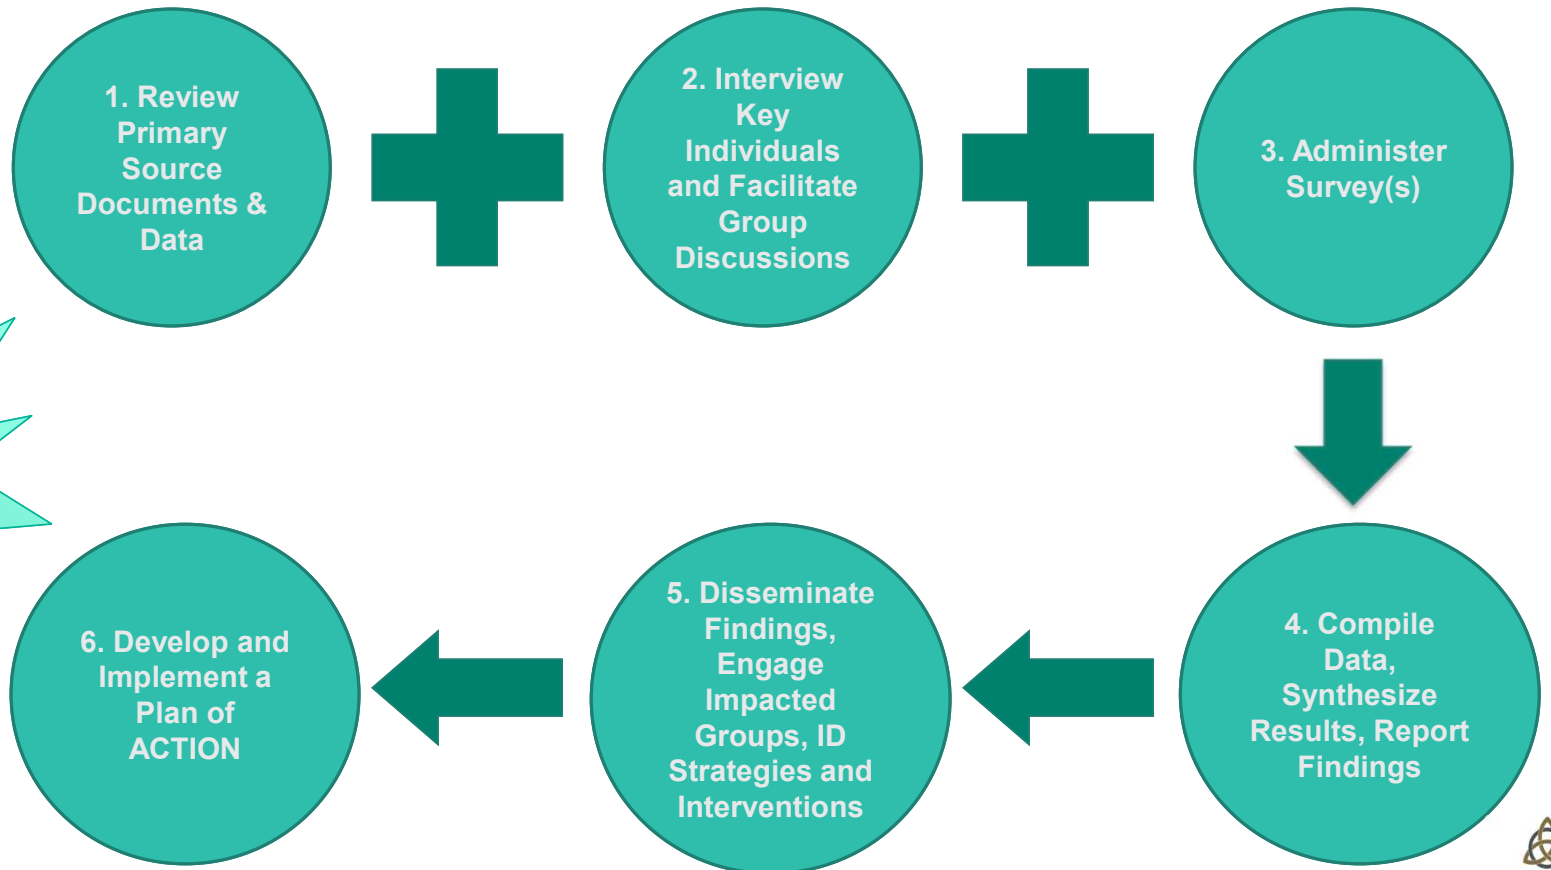 1. Review
Primary
Source
Documents &
Data
2. Interview
Key
Individuals
and Facilitate
Group
Discussions
3. Administer
Survey(s)
4. Compile
Data,
Synthesize
Results, Report
Findings
5. Disseminate
Findings,
Engage
Impacted
Groups, ID
Strategies and
Interventions
6. Develop and
Implement a
Plan of
ACTION